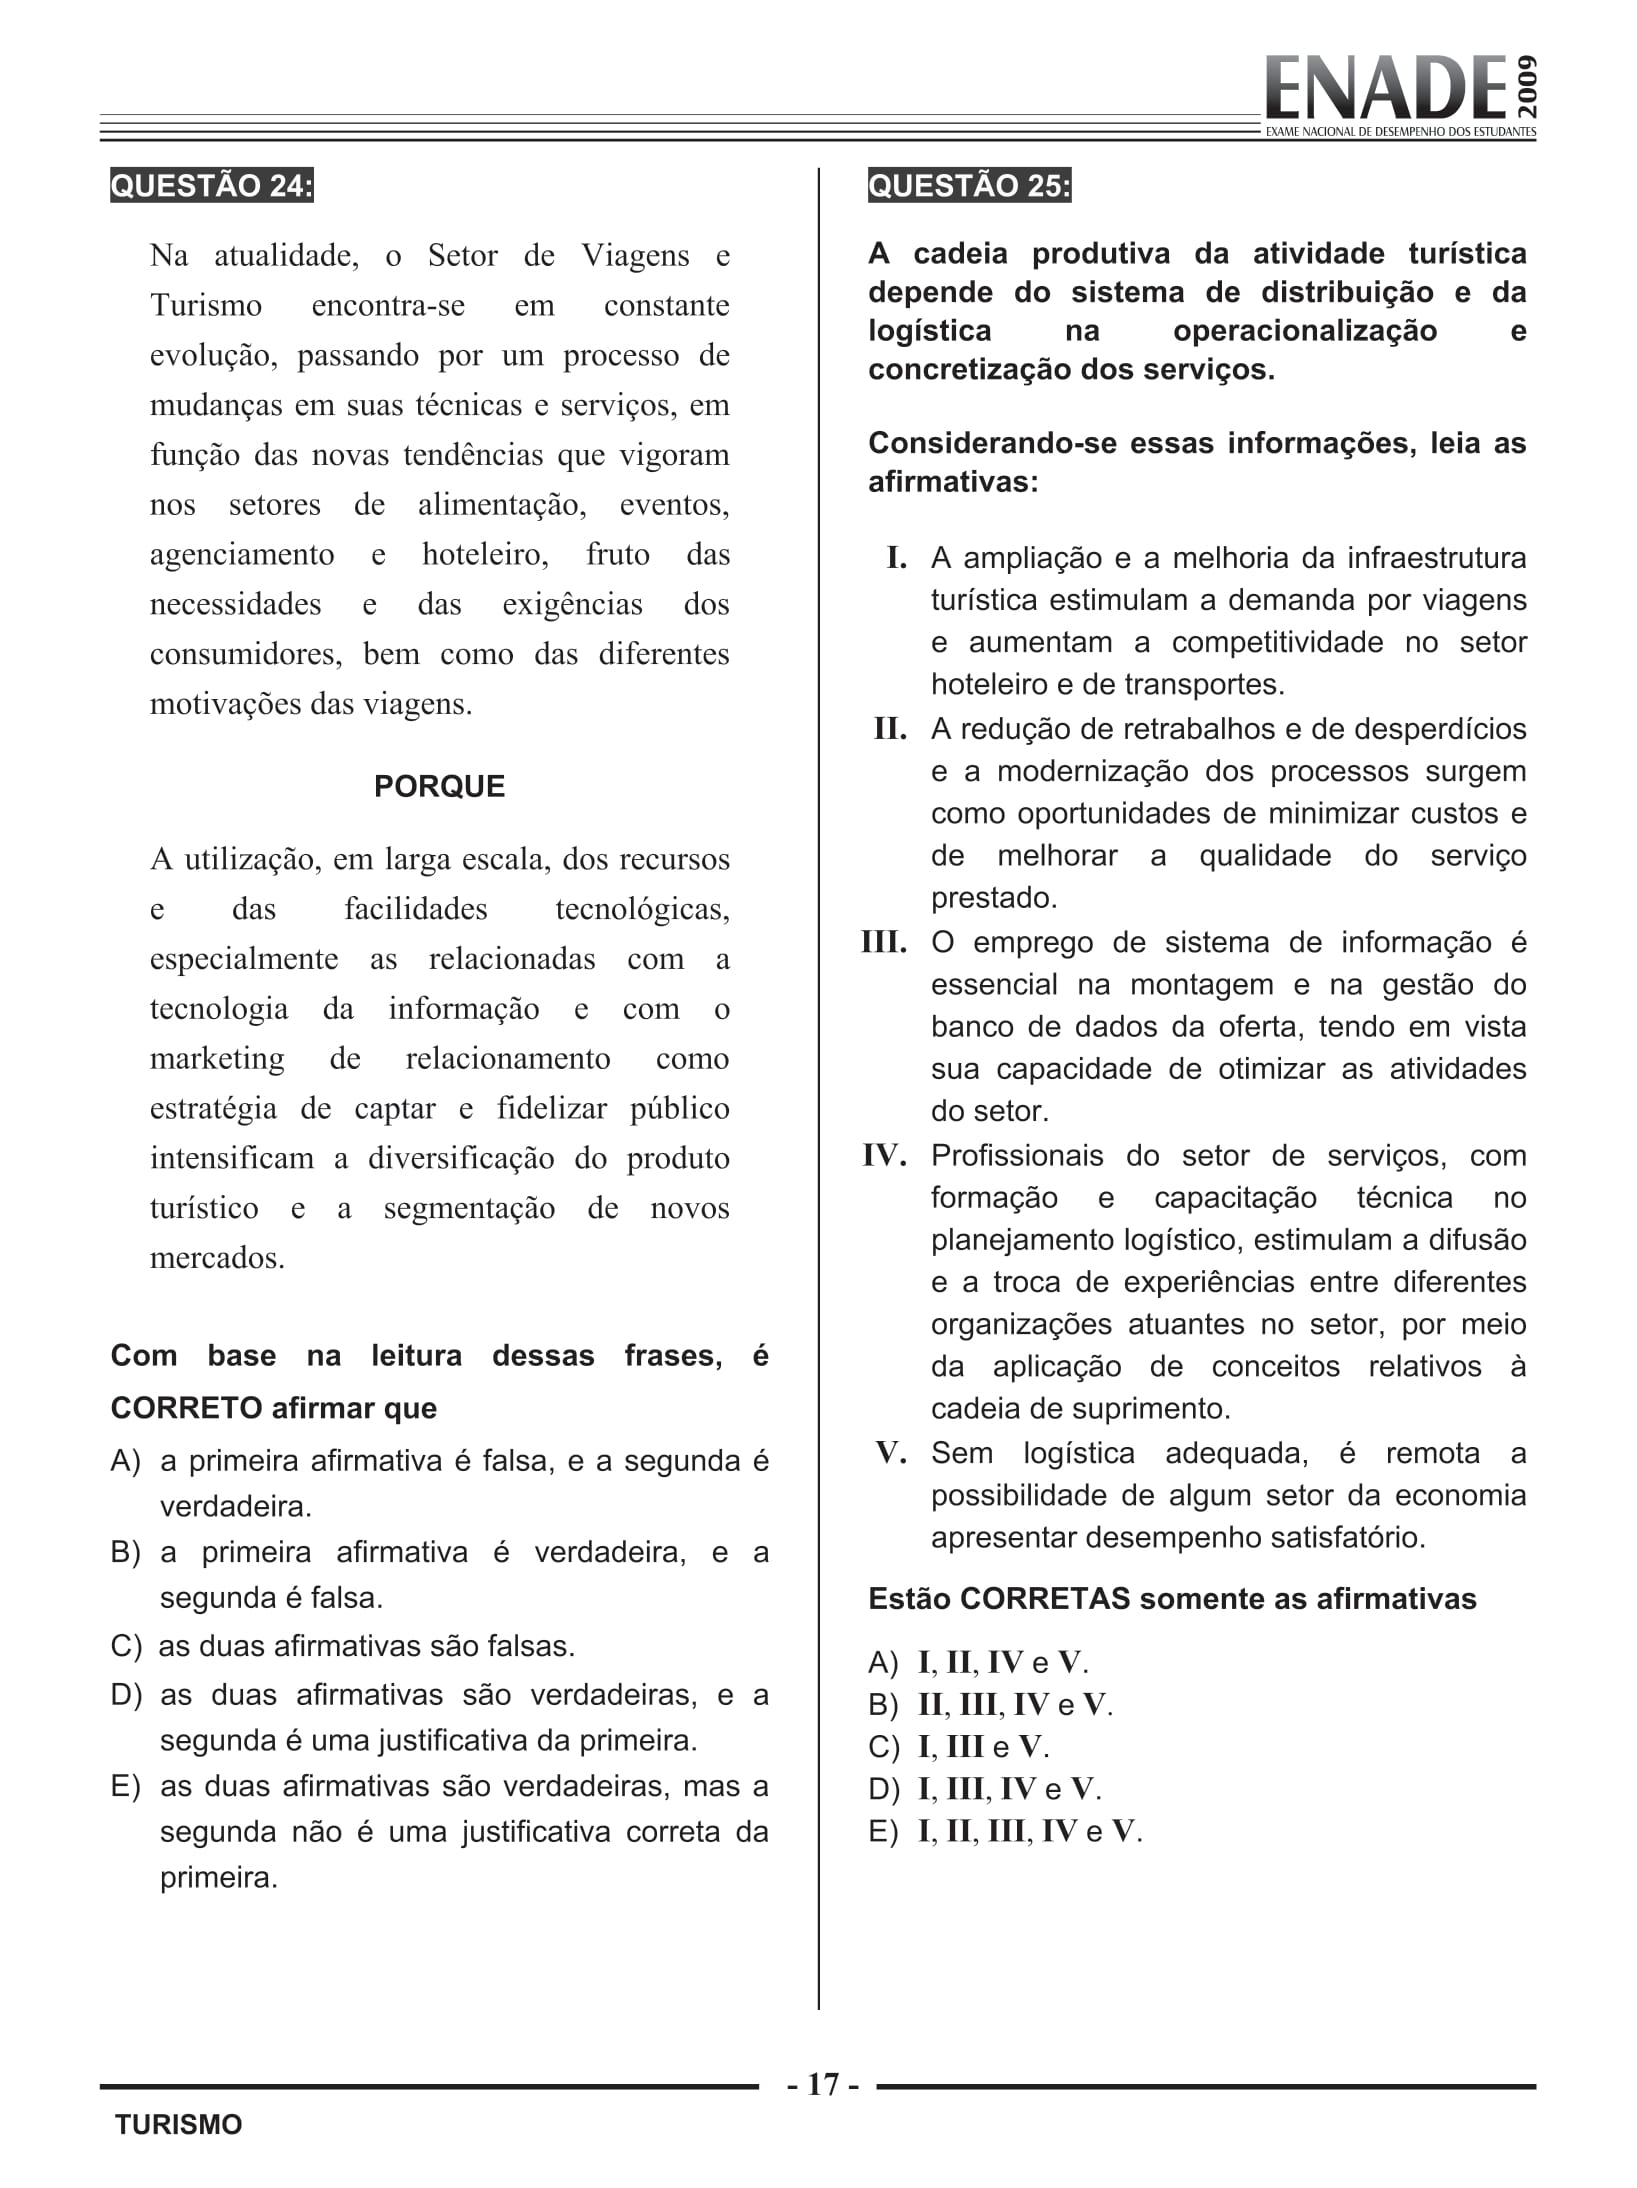 ENADE 2009
EXAME NACIONAL DE DESEMPENHO DOS ESTUDANTES
QUESTÃO 24:
Na atualidade, o Setor de Viagens e
Turismo encontra-se em constante
evolução, passando por um processo de
mudanças em suas técnicas e serviços, em
função das novas tendências que vigoram
nos setores de alimentação, eventos,
agenciamento e hoteleiro, fruto das
necessidades e das exigências dos
consumidores, bem como das diferentes
motivações das viagens.
PORQUE
A utilização, em larga escala, dos recursos
e das facilidades tecnológicas,
especialmente as relacionadas com a
tecnologia da informação e com o
marketing de relacionamento como
estratégia de captar e fidelizar público
intensificam a diversificação do produto
turístico e a segmentação de novos
mercados.
Com base na leitura dessas frases, é
CORRETO afirmar que
A) a primeira afirmativa é falsa, e a segunda é
verdadeira.
B) a primeira afirmativa é verdadeira, e a
segunda é falsa.
C) as duas afirmativas são falsas.
D) as duas afirmativas são verdadeiras, e a
segunda é uma justificativa da primeira.
E) as duas afirmativas são verdadeiras, mas a
segunda não é uma justificativa correta da
primeira.
QUESTÃO 25:
A cadeia produtiva da atividade turística
depende do sistema de distribuição e da
logística na operacionalização e
concretização dos serviços.
Considerando-se essas informações, leia as
afirmativas:
I. A ampliação e a melhoria da infraestrutura
turística estimulam a demanda por viagens
e aumentam a competitividade no setor
hoteleiro e de transportes.
II. A redução de retrabalhos e de desperdícios
e a modernização dos processos surgem
como oportunidades de minimizar custos e
de melhorar a qualidade do serviço
prestado.
III. O emprego de sistema de informação é
essencial na montagem e na gestão do
banco de dados da oferta, tendo em vista
sua capacidade de otimizar as atividades
do setor.
IV. Profissionais do setor de serviços, com
formação e capacitação técnica no
planejamento logístico, estimulam a difusão
e a troca de experiências entre diferentes
organizações atuantes no setor, por meio
da aplicação de conceitos relativos à
cadeia de suprimento.
V. Sem logística adequada, é remota a
possibilidade de algum setor da economia
apresentar desempenho satisfatório.
Estão CORRETAS somente as afirmativas
A) I, II, IV e V.
B) II, III, IV e V.
C) I, III e V.
D) I, III, IV e V.
E) I, II, III, IV e V.
- 17 -
TURISMO